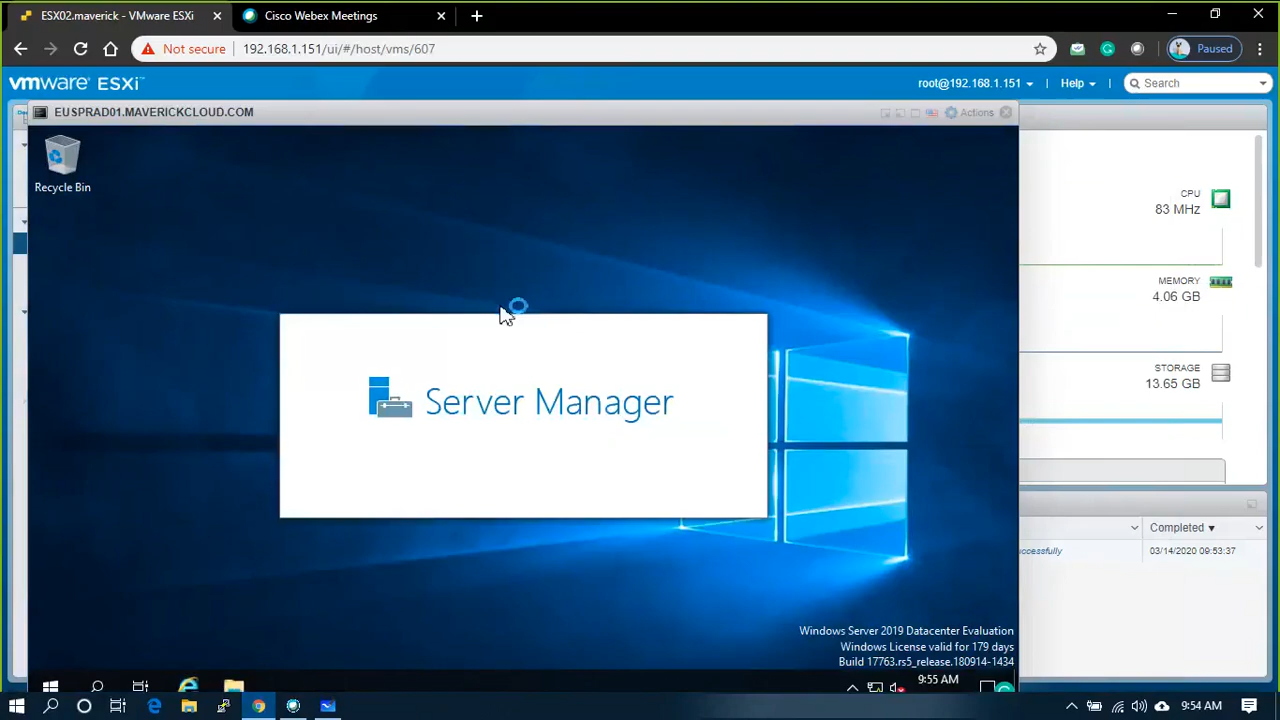 ESX02.maverick - VMware ESXi
Cisco Webex Meetings
Not secure
192.168.1.151/ui/#/host/vms/607
Paused
vmware ESXi
root@192.168.1.151
Help
Search
EUSPRAD01.MAVERICKCLOUD.COM
Actions
Recycle Bin
CPU
83 MHz
MEMORY
4.06 GB
STORAGE
13.65 GB
Server Manager
Completed
03/14/2020 09:53:37
Windows Server 2019 Datacenter Evaluation
Windows License valid for 179 days
Build 17763.rs5_release.180914-1434
9:55 AM
9:54 AM